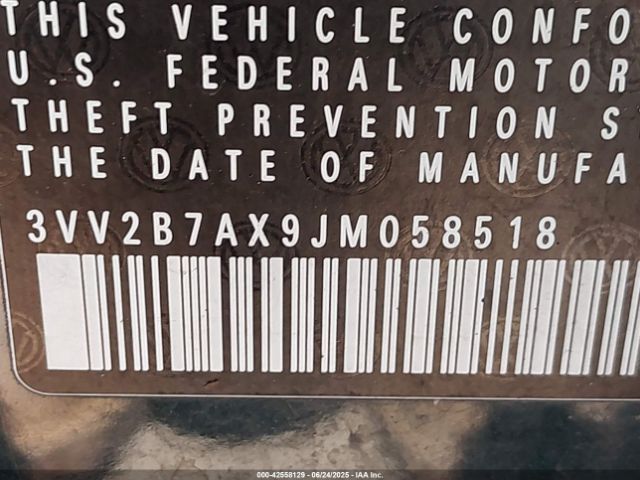 THIS VEHICLE CONFO
U.S. FEDERAL MOTOR
THEFT PREVENTION S
THE DATE OF MANUFA
3VV2B7AX9JM058518
000-42558129 - 06/24/2025 - IAA Inc.